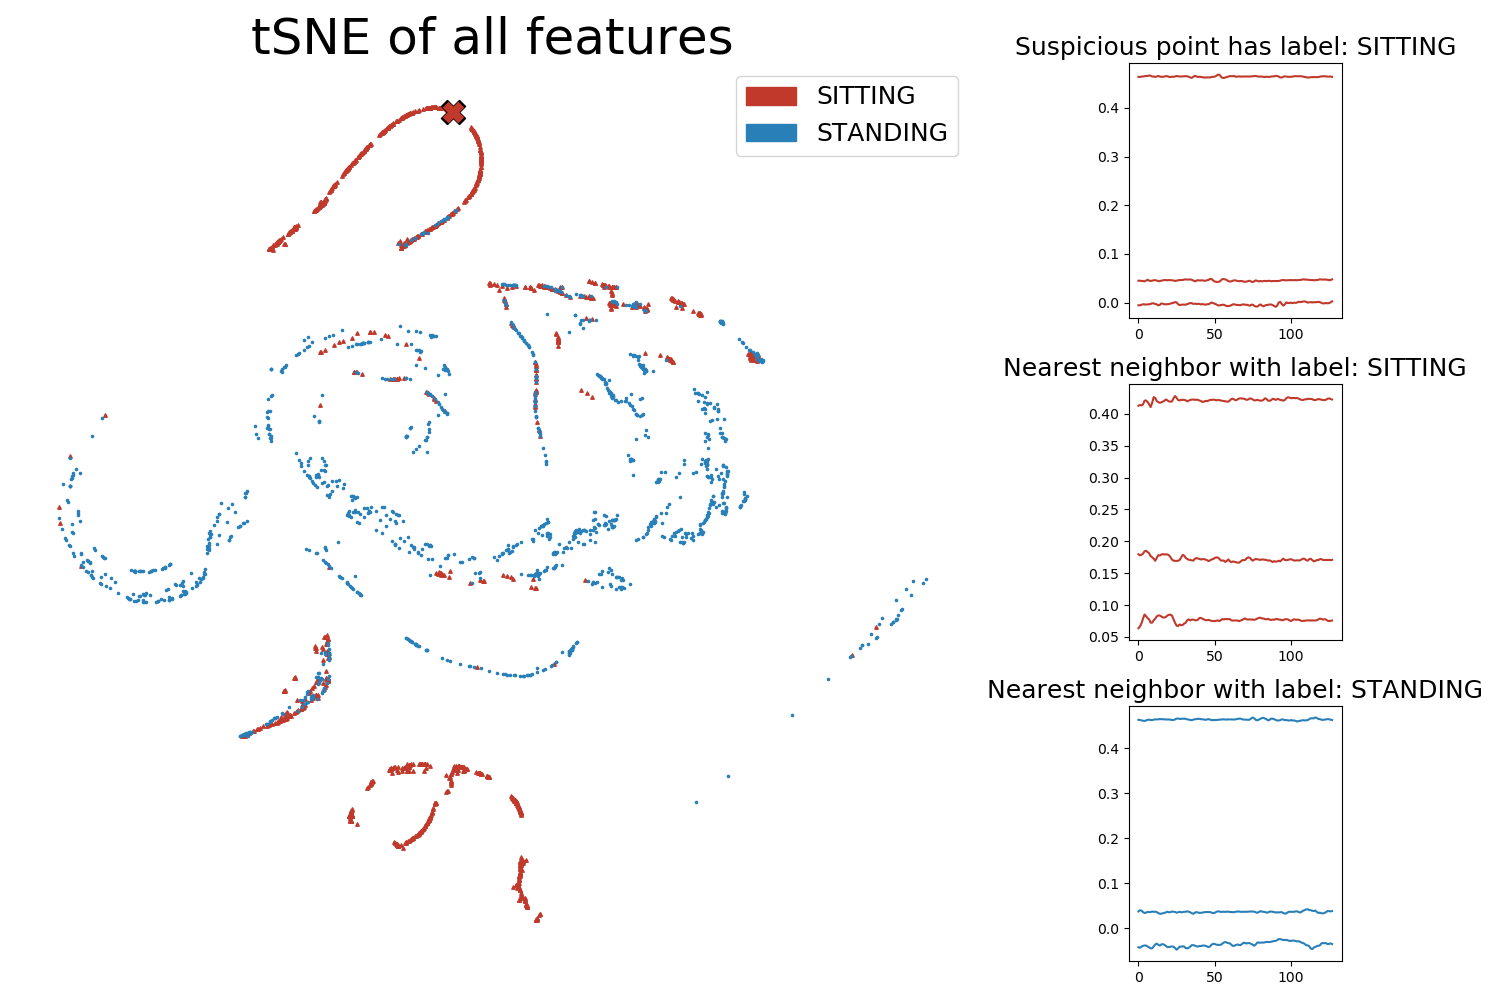 tSNE of all features
SITTING
STANDING
Suspicious point has label: SITTING
0.4
0.3
0.2
0.1
0.0
0 50 100
Nearest neighbor with label: SITTING
0.40
0.35
0.30
0.25
0.20
0.15
0.10
0.05
0 50 100
Nearest neighbor with label: STANDING
0.4
0.3
0.2
0.1
0.0
0 50 100